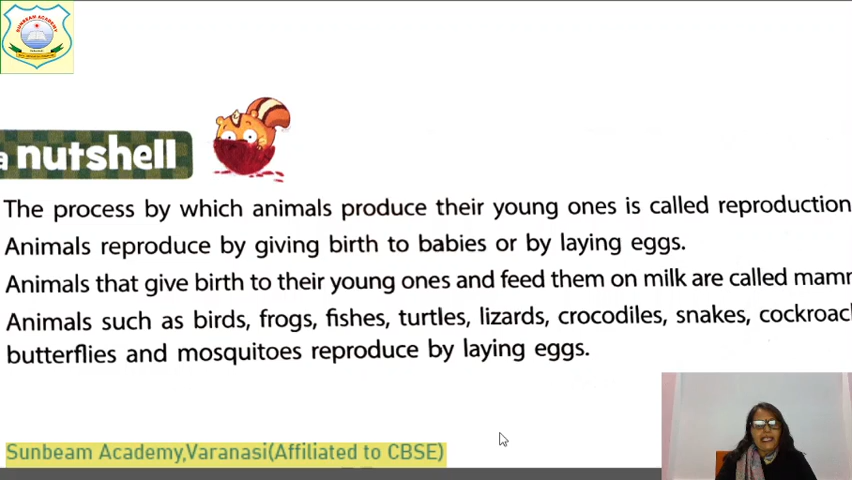 SUNBEAM ACADEMY
a nutshell
The process by which animals produce their young ones is called reproduction
Animals reproduce by giving birth to babies or by laying eggs.
Animals that give birth to their young ones and feed them on milk are called
Animals such as birds, frogs, fishes, turtles, lizards, crocodiles, snakes,
butterflies and mosquitoes reproduce by laying eggs.
Sunbeam Academy,Varanasi(Affiliated to CBSE)